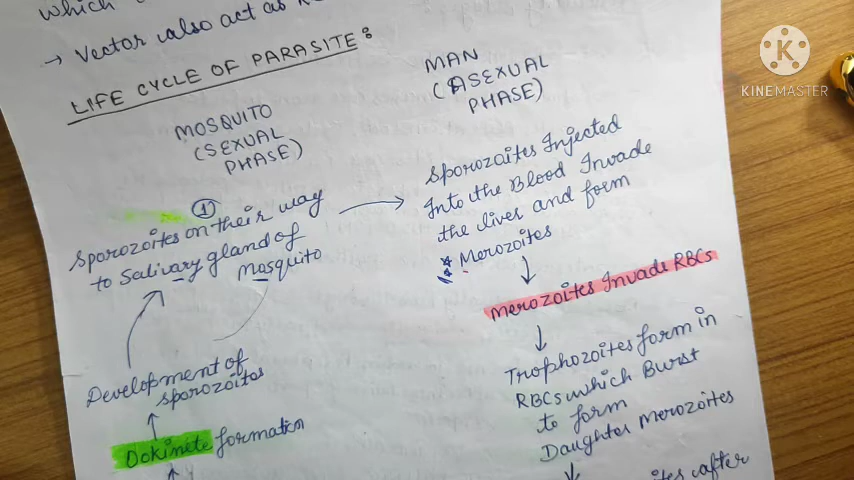 which
→ Vector also act as
LIFE CYCLE OF PARASITE:
MOSQUITO
(SEXUAL
PHASE)
MAN
(ASEXUAL
PHASE)
1
Sporozoites on their way
to Salivary gland of
Mosquito
Sporozoites Injected
Into the Blood Invade
the liver and form
Merozoites
Merozoites Invade RBCs
Trophozoites form in
RBCs which Burst
to form
Daughter Merozoites
after
Development of
sporozoites
Ookinete formation
KINEMASTER